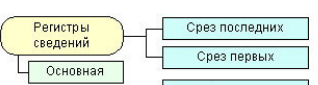 Регистры
сведений
Основная
Срез последних
Срез первых